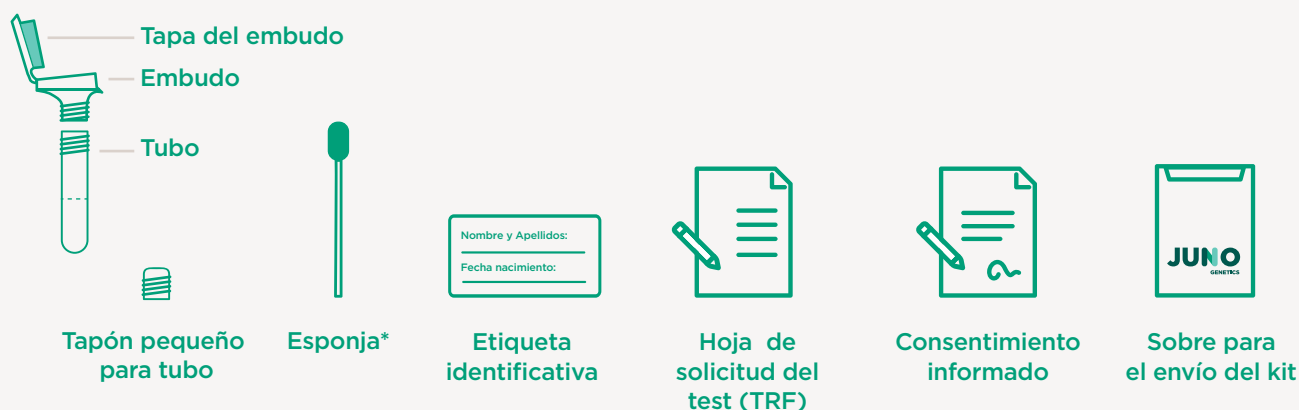 Tapa del embudo
Embudo
Tubo
Nombre y Apellidos:
Fecha nacimiento:
JUNO
GENETICS
Tapón pequeño
para tubo
Esponja*
Etiqueta
identificativa
Hoja de
solicitud del
test (TRF)
Consentimiento
informado
Sobre para
el envío del kit